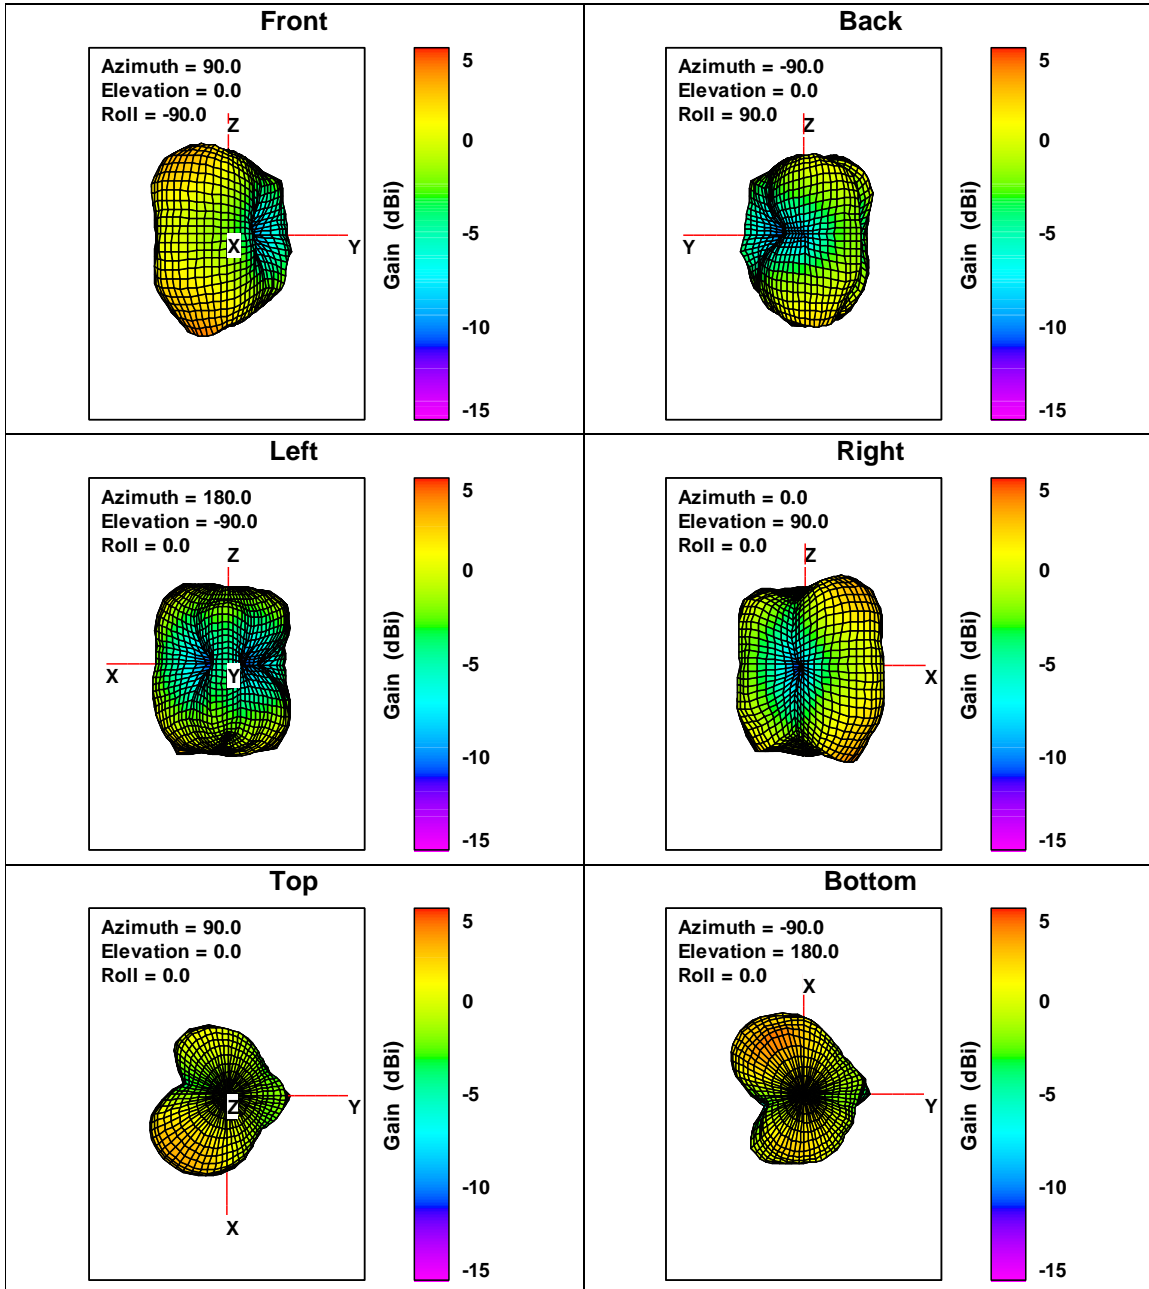 Front
Azimuth = 90.0
Elevation = 0.0
Roll = -90.0
Z
X
Y
5
0
-5
-10
-15
Gain (dBi)
Back
Azimuth = -90.0
Elevation = 0.0
Roll = 90.0
Z
Y
5
0
-5
-10
-15
Gain (dBi)
Left
Azimuth = 180.0
Elevation = -90.0
Roll = 0.0
Z
X
Y
5
0
-5
-10
-15
Gain (dBi)
Right
Azimuth = 0.0
Elevation = 90.0
Roll = 0.0
Z
X
5
0
-5
-10
-15
Gain (dBi)
Top
Azimuth = 90.0
Elevation = 0.0
Roll = 0.0
Z
Y
X
5
0
-5
-10
-15
Gain (dBi)
Bottom
Azimuth = -90.0
Elevation = 180.0
Roll = 0.0
X
Y
5
0
-5
-10
-15
Gain (dBi)